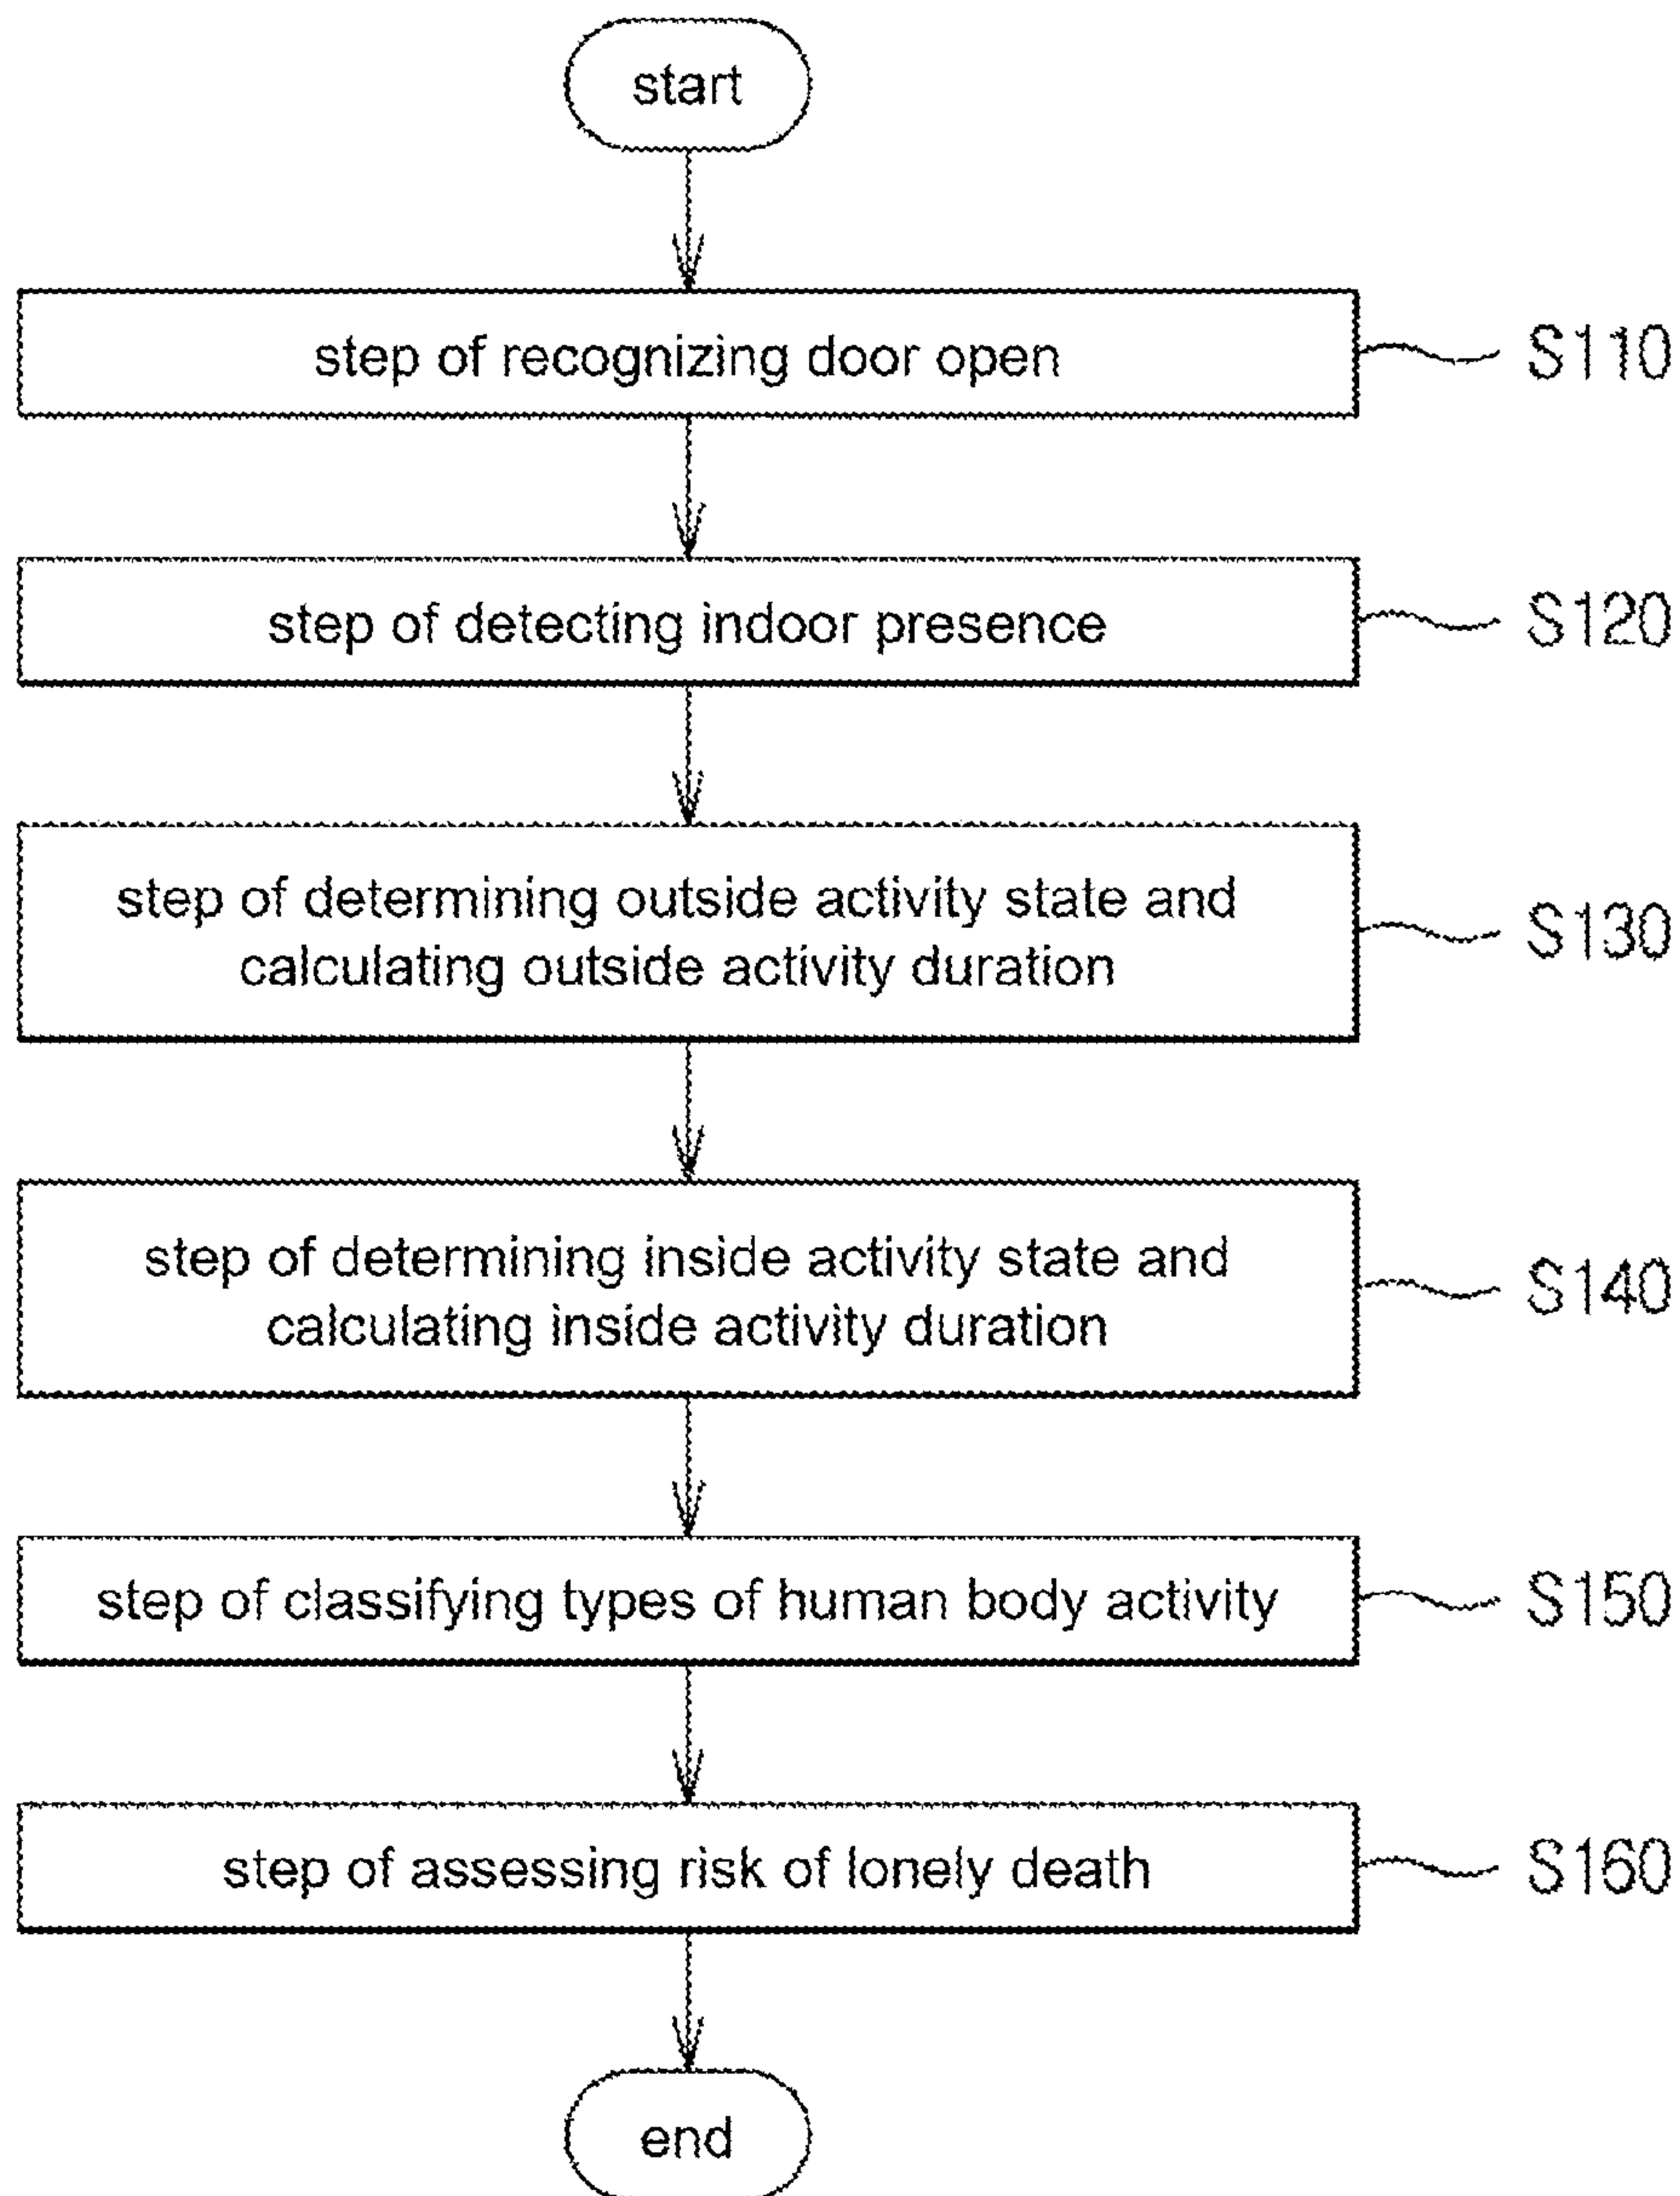 start
step of recognizing door open
S110
step of detecting indoor presence
S120
step of determining outside activity state and
calculating outside activity duration
S130
step of determining inside activity state and
calculating inside activity duration
S140
step of classifying types of human body activity
S150
step of assessing risk of lonely death
S160
end